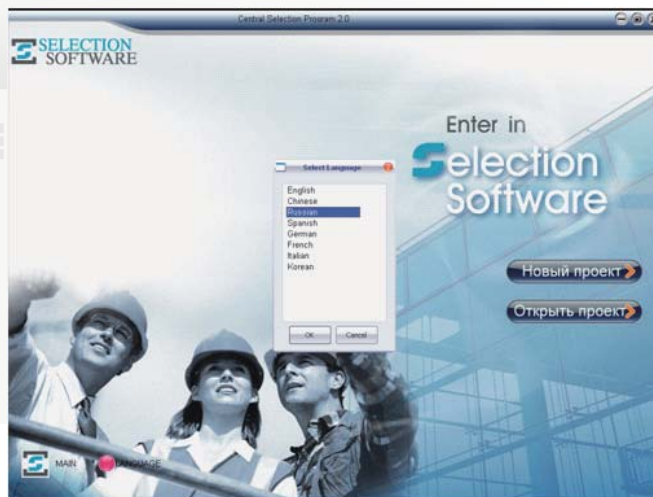 Central Selection Program 2.0
SELECTION
SOFTWARE
Enter in
Selection
Software
Select Language
English
Chinese
Russian
Spanish
German
French
Italian
Korean
OK
Cancel
Новый проект
Открыть проект
MAIN
LANGUAGE